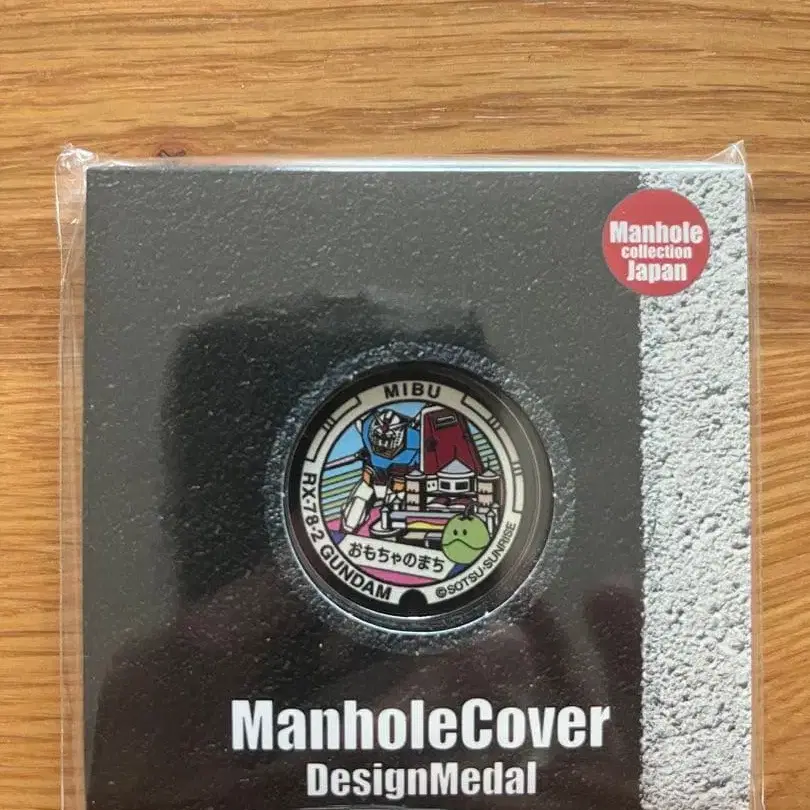 Manhole
collection
Japan
MIBU
RX-78-2 GUNDAM
おもちゃのまち
©SOTSU・SUNRISE
ManholeCover
DesignMedal